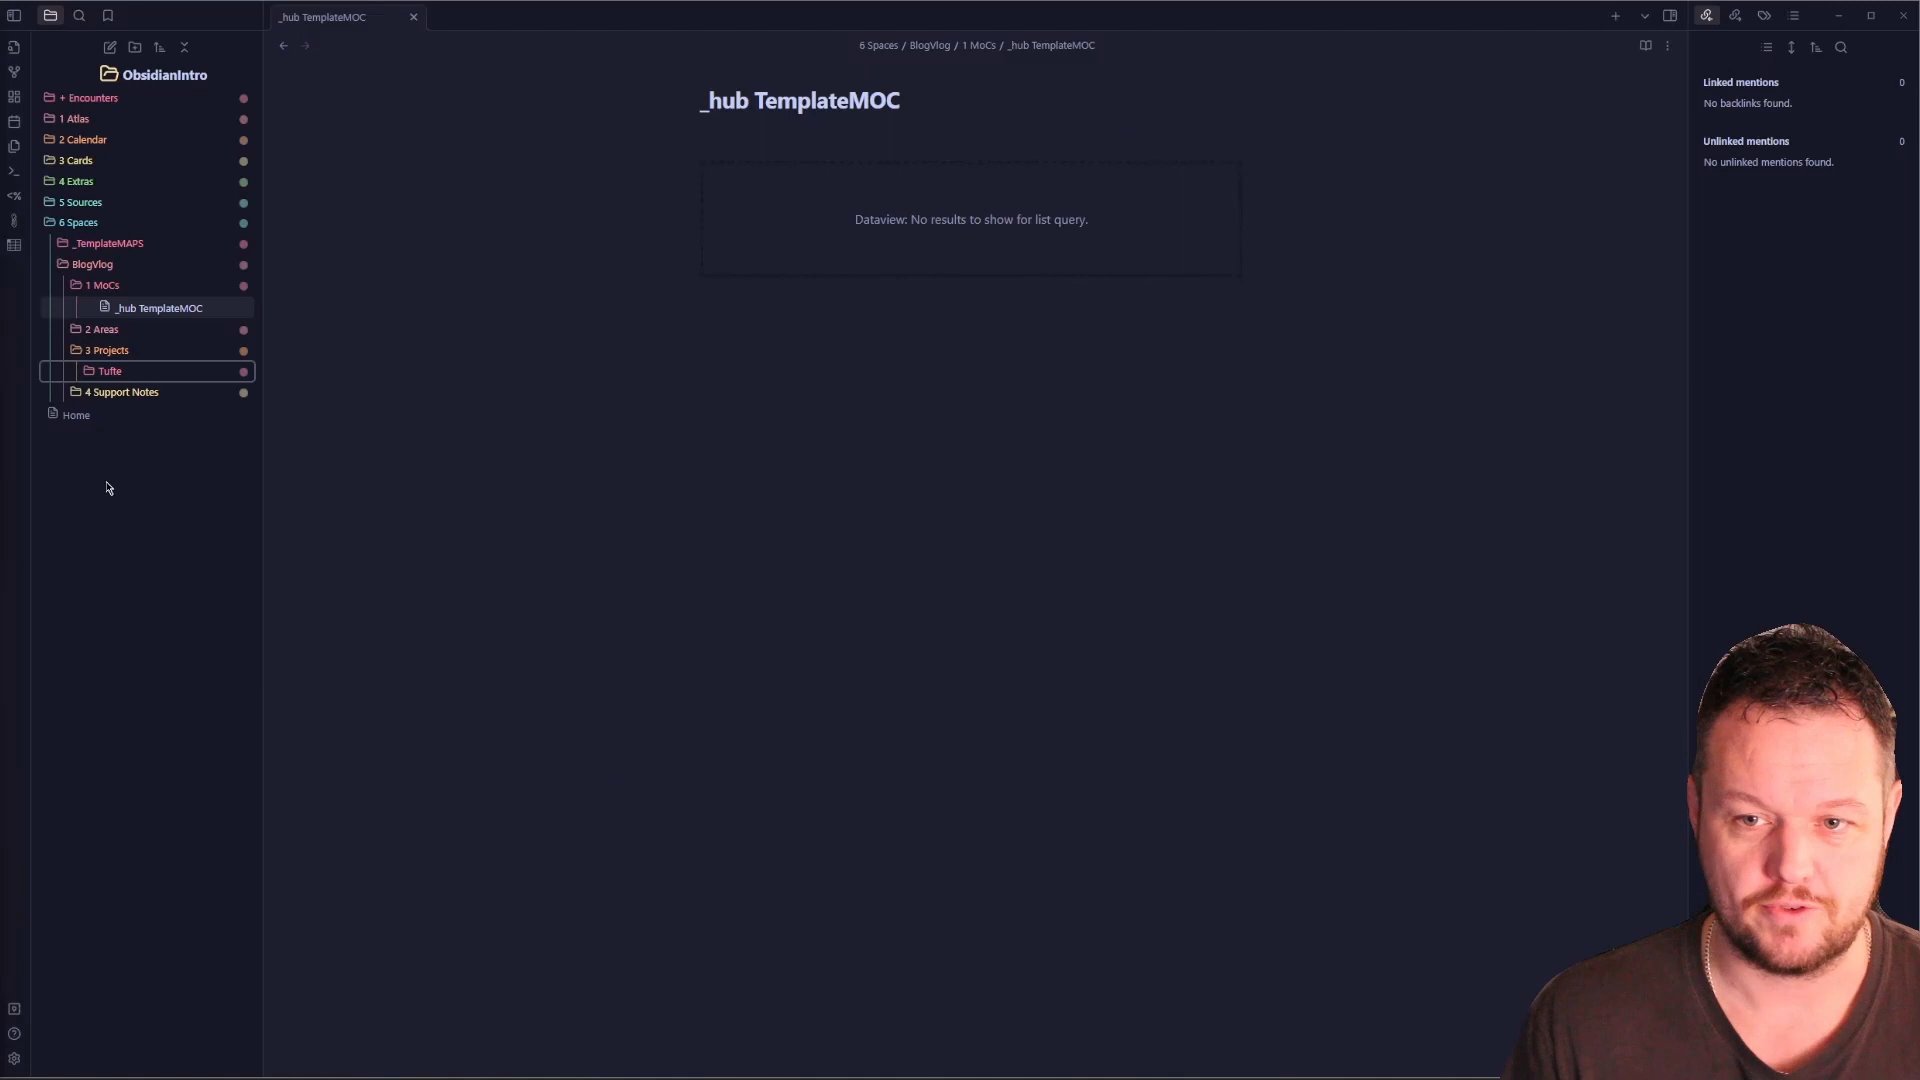 _hub TemplateMOC
6 Spaces / BlogVlog / 1 MoCs / _hub TemplateMOC
ObsidianIntro
+ Encounters
1 Atlas
2 Calendar
3 Cards
4 Extras
5 Sources
6 Spaces
_TemplateMAPS
BlogVlog
1 MoCs
_hub TemplateMOC
2 Areas
3 Projects
Tufte
4 Support Notes
Home
_hub TemplateMOC
Dataview: No results to show for list query.
Linked mentions 0
No backlinks found.
Unlinked mentions 0
No unlinked mentions found.